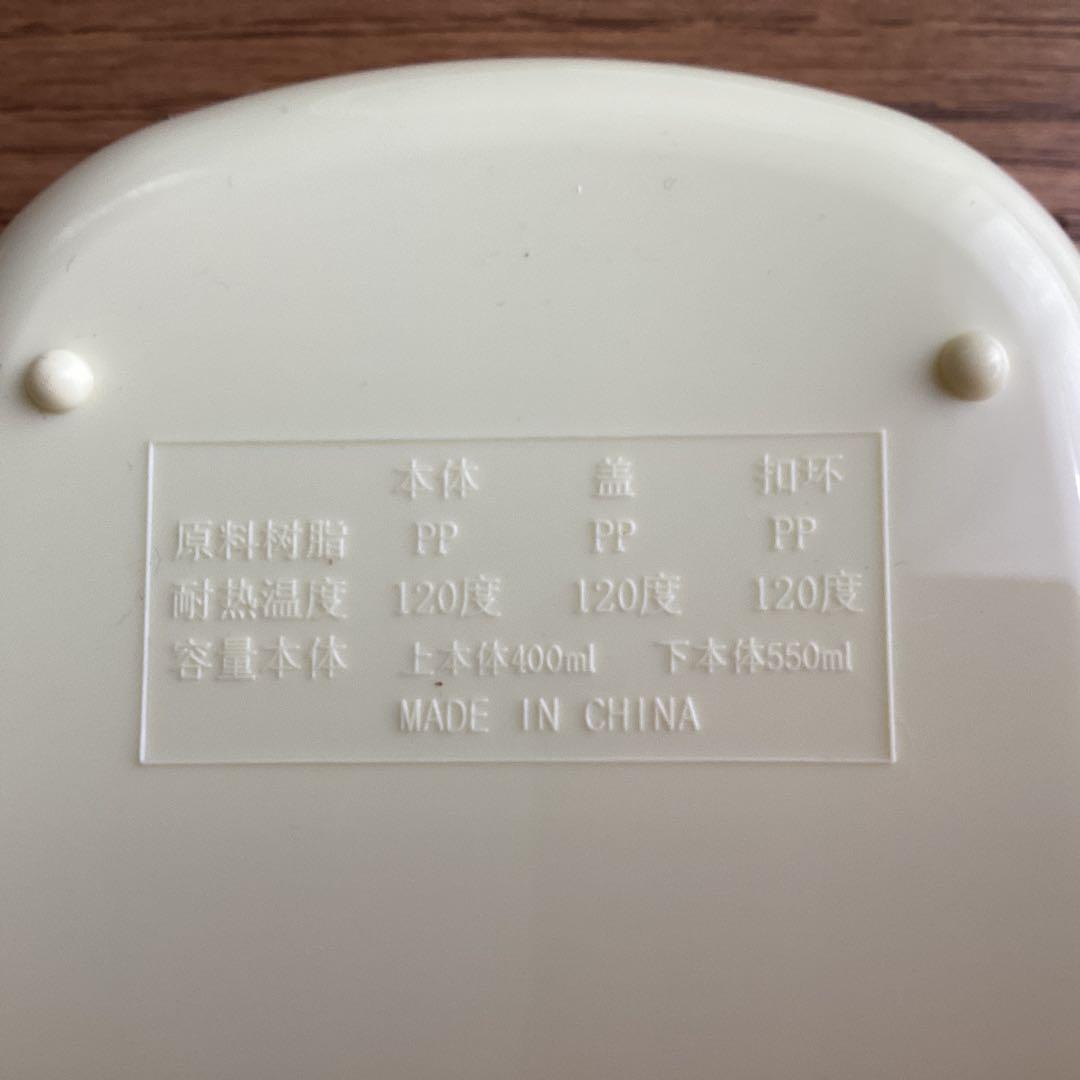 本体 盖 扣环
原料树脂 PP PP PP
耐热温度 120度 120度 120度
容量本体 上本体400ml 下本体550ml
MADE IN CHINA